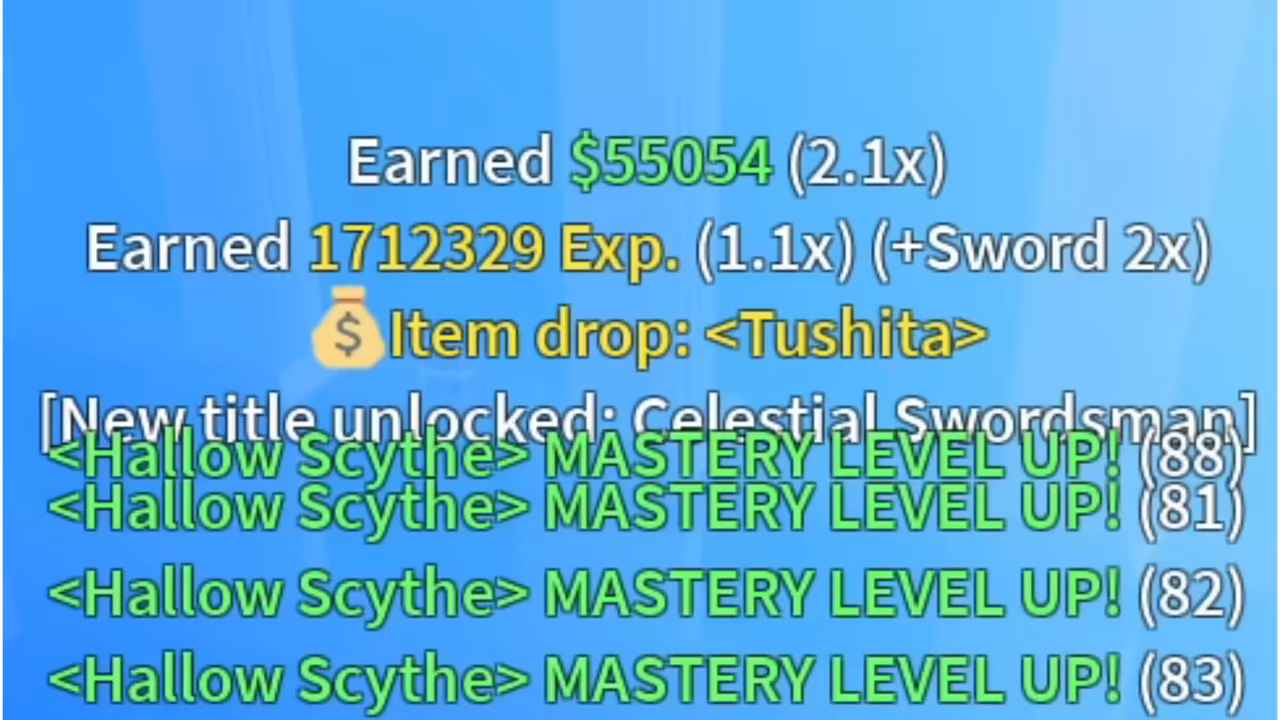 Earned $55054 (2.1x)
Earned 1712329 Exp. (1.1x) (+Sword 2x)
Item drop: <Tushita>
[New title unlocked: Celestial Swordsman]
<Hallow Scythe> MASTERY LEVEL UP! (88)
<Hallow Scythe> MASTERY LEVEL UP! (81)
<Hallow Scythe> MASTERY LEVEL UP! (82)
<Hallow Scythe> MASTERY LEVEL UP! (83)